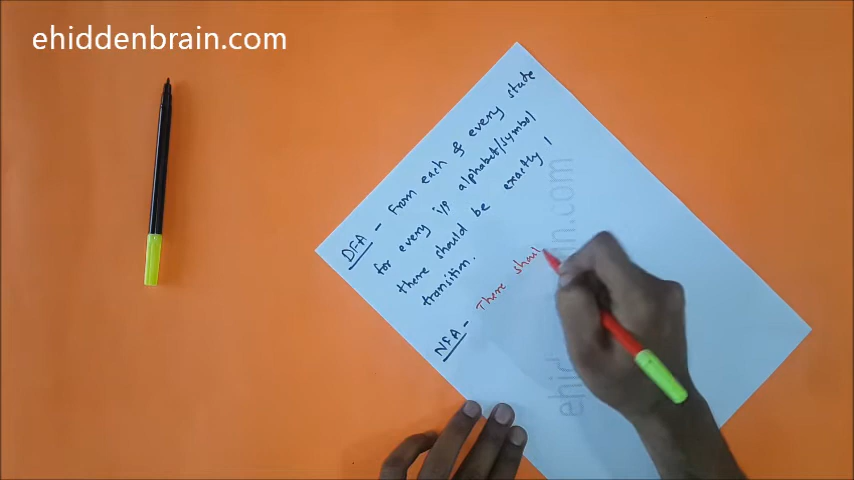 ehiddenbrain.com
DFA - From each & every state
for every i/p alphabet/symbol
there should be exactly 1
transition.
NFA - There shoul